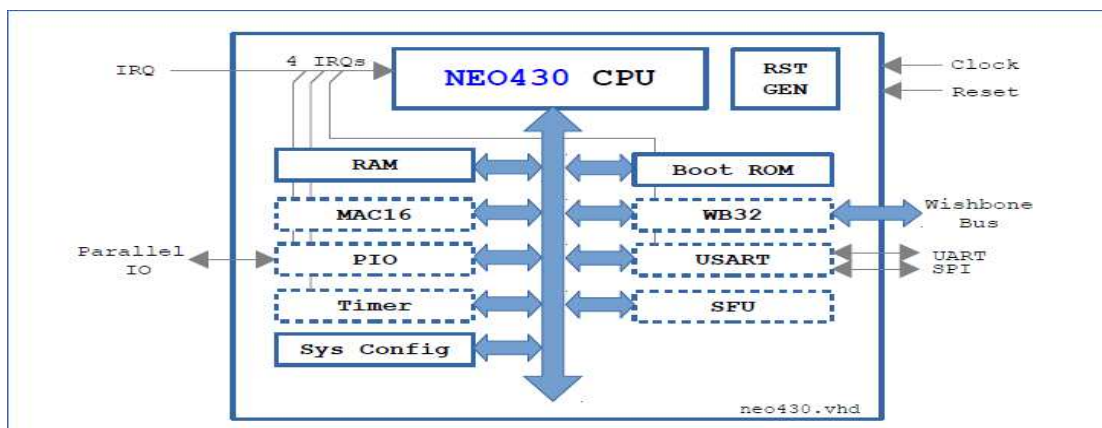 4 IRQs
IRQ
NEO430 CPU
RST
GEN
Clock
Reset
RAM
Boot ROM
MAC16
WB32
Wishbone
Bus
Parallel
IO
PIO
USART
UART
SPI
Timer
SFU
Sys Config
neo430.vhd